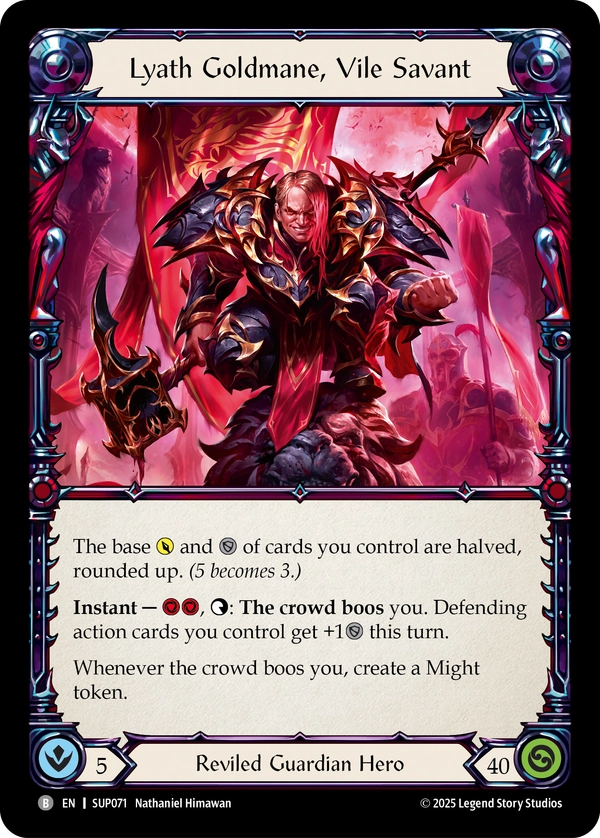 Lyath Goldmane, Vile Savant
The base and of cards you control are halved,
rounded up. (5 becomes 3.)
Instant — , : The crowd boos you. Defending
action cards you control get +1 this turn.
Whenever the crowd boos you, create a Might
token.
5 Reviled Guardian Hero 40
B EN SUP071 Nathaniel Himawan © 2025 Legend Story Studios